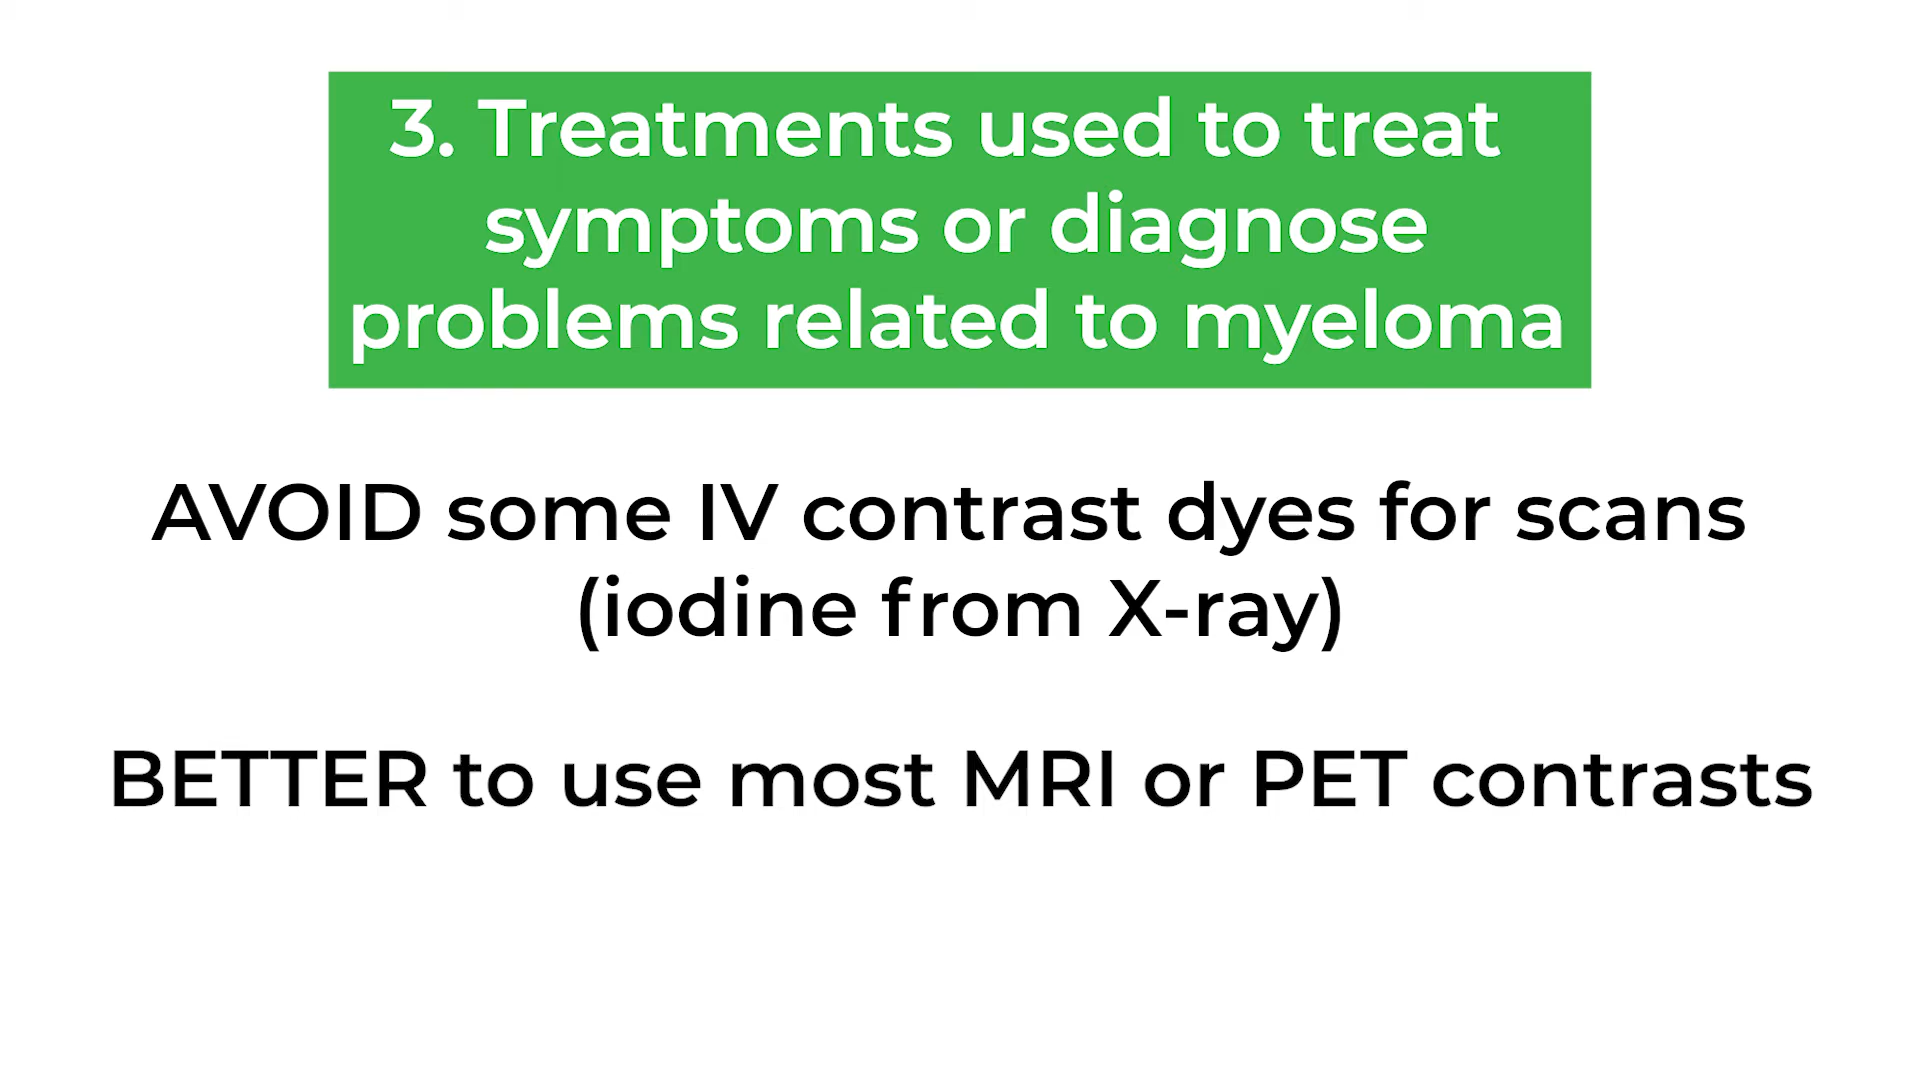 3. Treatments used to treat
symptoms or diagnose
problems related to myeloma
AVOID some IV contrast dyes for scans
(iodine from X-ray)
BETTER to use most MRI or PET contrasts